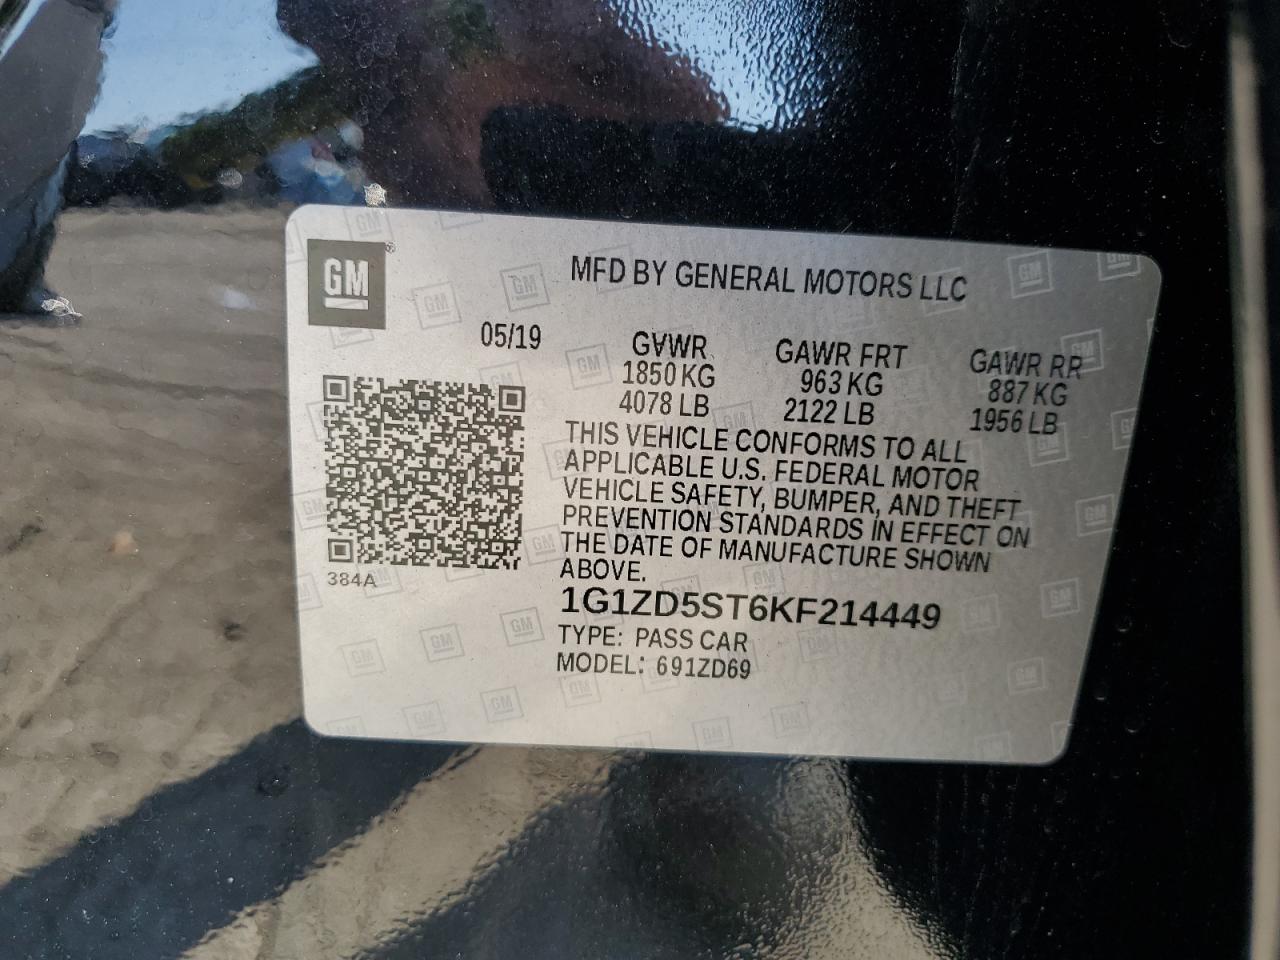 GM
MFD BY GENERAL MOTORS LLC
05/19 GVWR GAWR FRT GAWR RR
1850 KG 963 KG 887 KG
4078 LB 2122 LB 1956 LB
THIS VEHICLE CONFORMS TO ALL
APPLICABLE U.S. FEDERAL MOTOR
VEHICLE SAFETY, BUMPER, AND THEFT
PREVENTION STANDARDS IN EFFECT ON
THE DATE OF MANUFACTURE SHOWN
ABOVE.
384A
1G1ZD5ST6KF214449
TYPE: PASS CAR
MODEL: 691ZD69